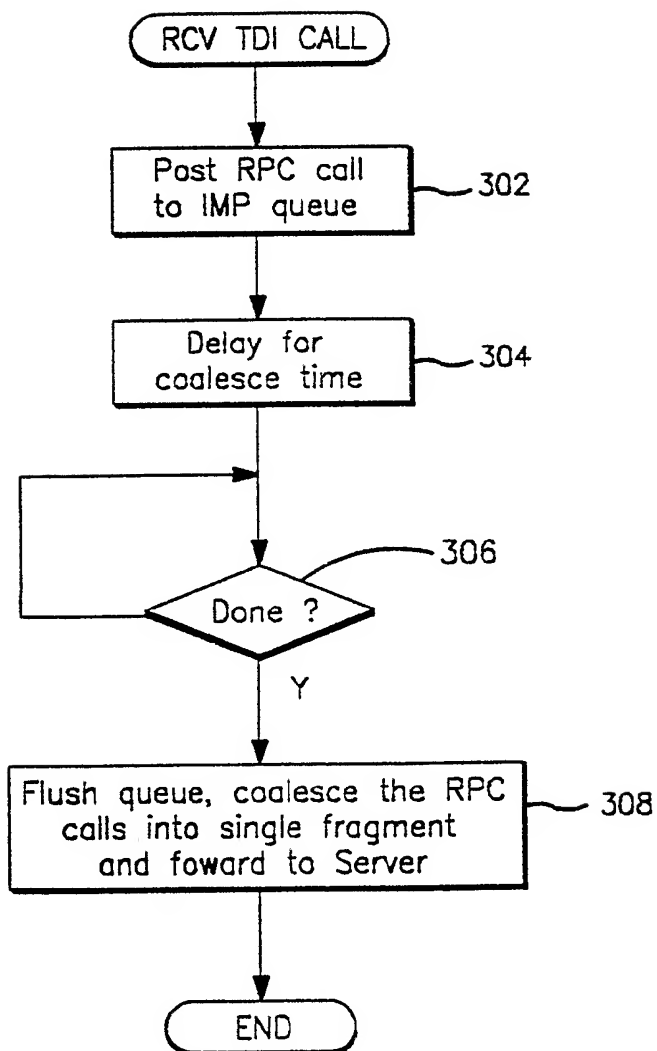 RCV TDI CALL
Post RPC call
to IMP queue
302
Delay for
coalesce time
304
306
Done ?
Y
Flush queue, coalesce the RPC
calls into single fragment
and foward to Server
308
END